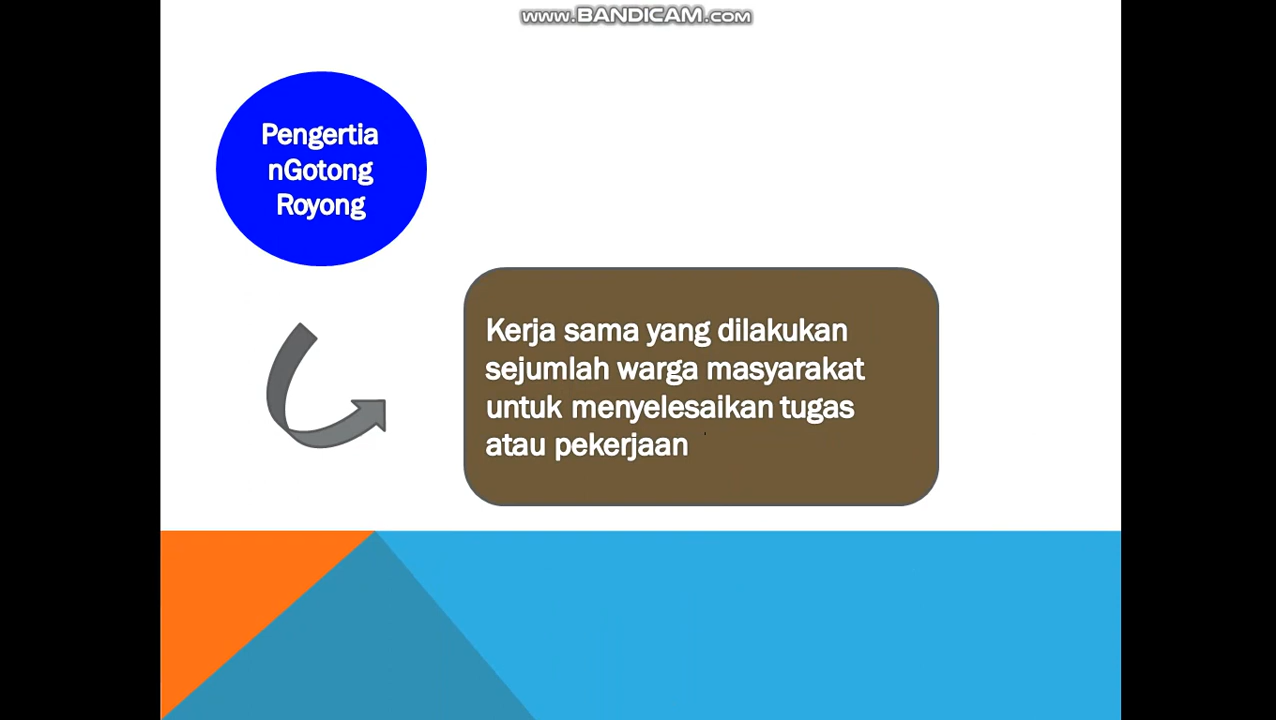 www.BANDICAM.com
Pengertia
nGotong
Royong
Kerja sama yang dilakukan
sejumlah warga masyarakat
untuk menyelesaikan tugas
atau pekerjaan